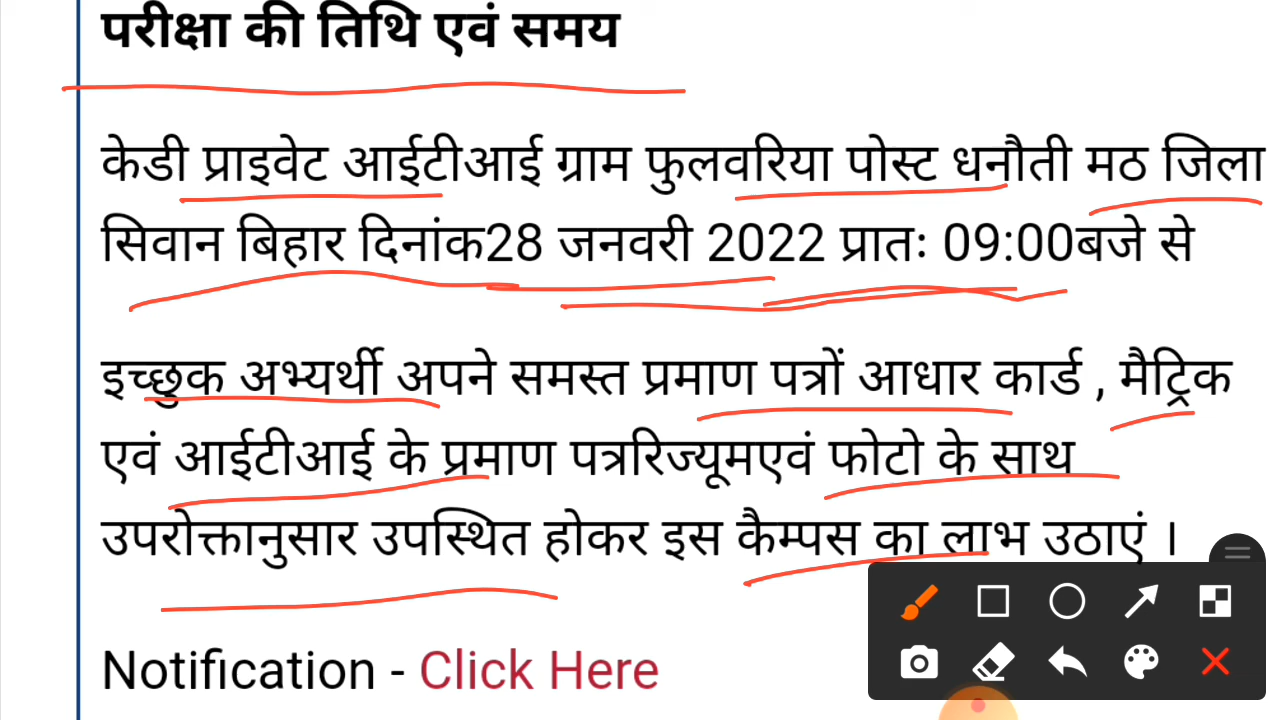 परीक्षा की तिथि एवं समय
केडी प्राइवेट आईटीआई ग्राम फुलवरिया पोस्ट धनौती मठ जिला
सिवान बिहार दिनांक28 जनवरी 2022 प्रातः 09:00बजे से
इच्छुक अभ्यर्थी अपने समस्त प्रमाण पत्रों आधार कार्ड , मैट्रिक
एवं आईटीआई के प्रमाण पत्ररिज्यूमएवं फोटो के साथ
उपरोक्तानुसार उपस्थित होकर इस कैम्पस का लाभ उठाएं ।
Notification - Click Here